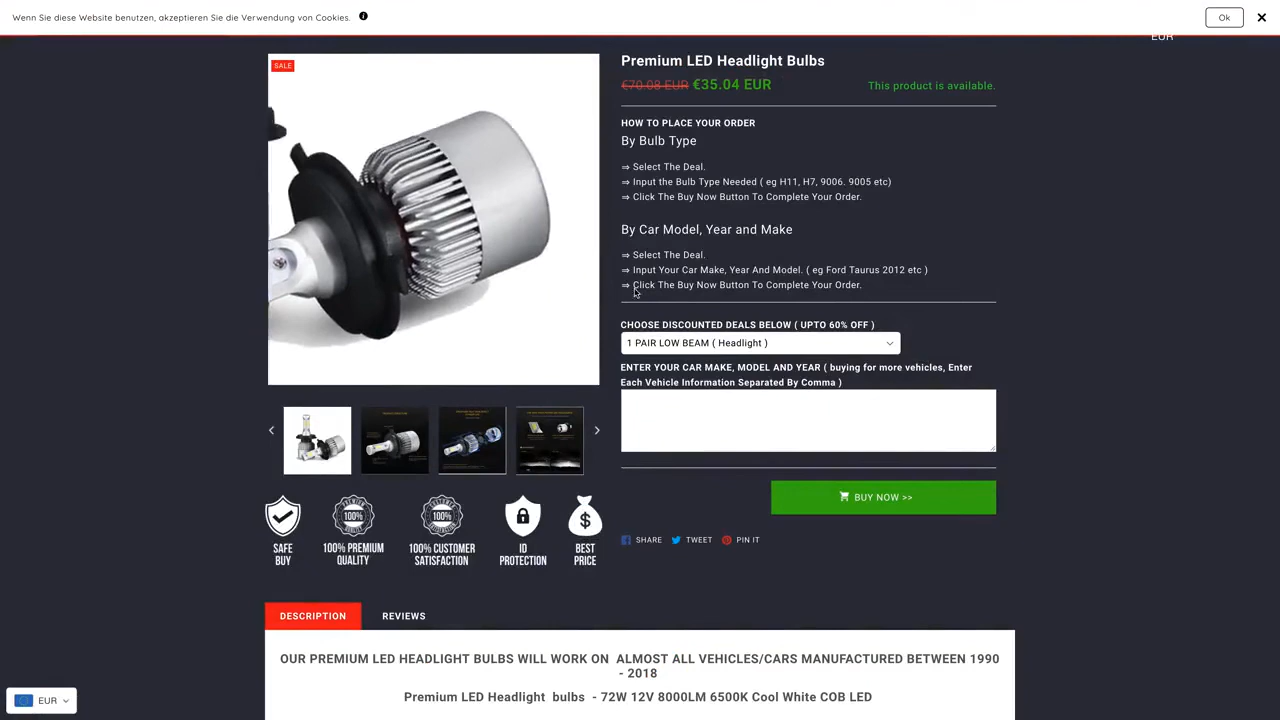 Wenn Sie diese Website benutzen, akzeptieren Sie die Verwendung von Cookies.
Ok
EUR
SALE
Premium LED Headlight Bulbs
€70.08 EUR €35.04 EUR
This product is available.
HOW TO PLACE YOUR ORDER
By Bulb Type
⇒ Select The Deal.
⇒ Input the Bulb Type Needed ( eg H11, H7, 9006. 9005 etc)
⇒ Click The Buy Now Button To Complete Your Order.
By Car Model, Year and Make
⇒ Select The Deal.
⇒ Input Your Car Make, Year And Model. ( eg Ford Taurus 2012 etc )
⇒ Click The Buy Now Button To Complete Your Order.
CHOOSE DISCOUNTED DEALS BELOW ( UPTO 60% OFF )
1 PAIR LOW BEAM ( Headlight )
ENTER YOUR CAR MAKE, MODEL AND YEAR ( buying for more vehicles, Enter
Each Vehicle Information Separated By Comma )
BUY NOW >>
SHARE TWEET PIN IT
SAFE
BUY
PREMIUM
100%
100% PREMIUM
QUALITY
100%
100% CUSTOMER
SATISFACTION
ID
PROTECTION
$
BEST
PRICE
DESCRIPTION
REVIEWS
OUR PREMIUM LED HEADLIGHT BULBS WILL WORK ON ALMOST ALL VEHICLES/CARS MANUFACTURED BETWEEN 1990
- 2018
Premium LED Headlight bulbs - 72W 12V 8000LM 6500K Cool White COB LED
EUR